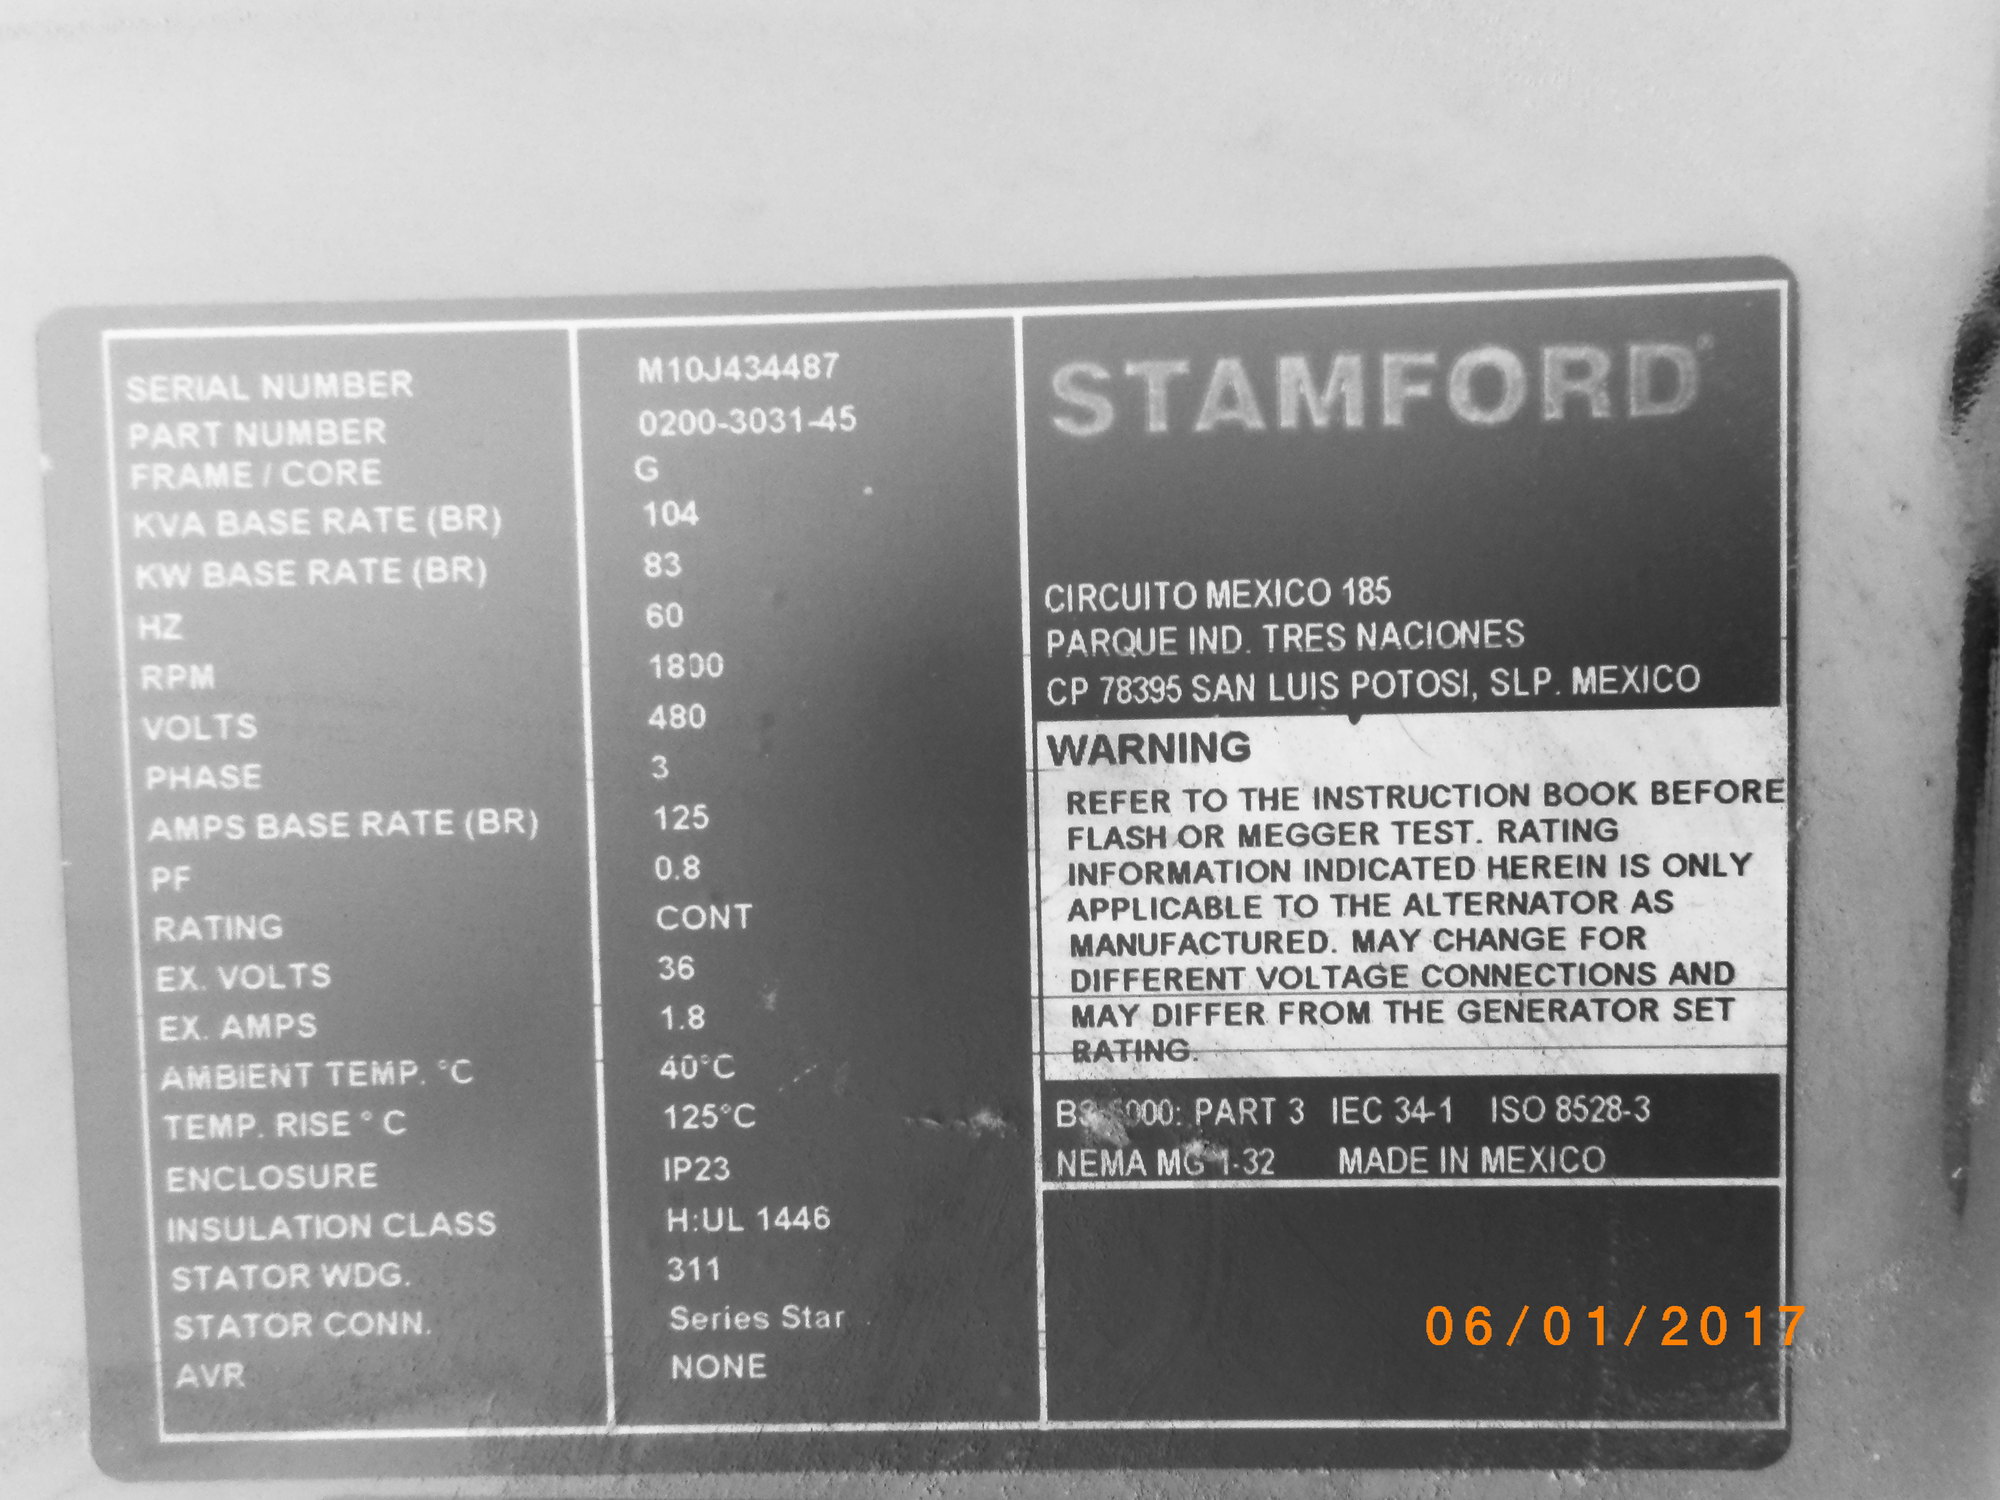 SERIAL NUMBER M10J434487
PART NUMBER 0200-3031-45
FRAME / CORE G
KVA BASE RATE (BR) 104
KW BASE RATE (BR) 83
HZ 60
RPM 1800
VOLTS 480
PHASE 3
AMPS BASE RATE (BR) 125
PF 0.8
RATING CONT
EX. VOLTS 36
EX. AMPS 1.8
AMBIENT TEMP. °C 40°C
TEMP. RISE ° C 125°C
ENCLOSURE IP23
INSULATION CLASS H:UL 1446
STATOR WDG. 311
STATOR CONN. Series Star
AVR NONE
STAMFORD
CIRCUITO MEXICO 185
PARQUE IND. TRES NACIONES
CP 78395 SAN LUIS POTOSI, SLP. MEXICO
WARNING
REFER TO THE INSTRUCTION BOOK BEFORE
FLASH OR MEGGER TEST. RATING
INFORMATION INDICATED HEREIN IS ONLY
APPLICABLE TO THE ALTERNATOR AS
MANUFACTURED. MAY CHANGE FOR
DIFFERENT VOLTAGE CONNECTIONS AND
MAY DIFFER FROM THE GENERATOR SET
RATING.
PART 3 IEC 34-1 ISO 8528-3
NEMA MG 1-32 MADE IN MEXICO
06/01/2017